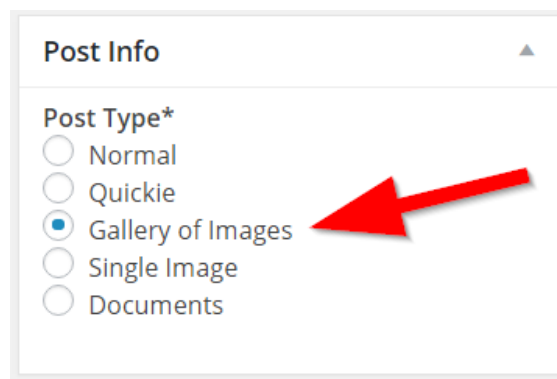 Post Info
Post Type*
Normal
Quickie
Gallery of Images
Single Image
Documents